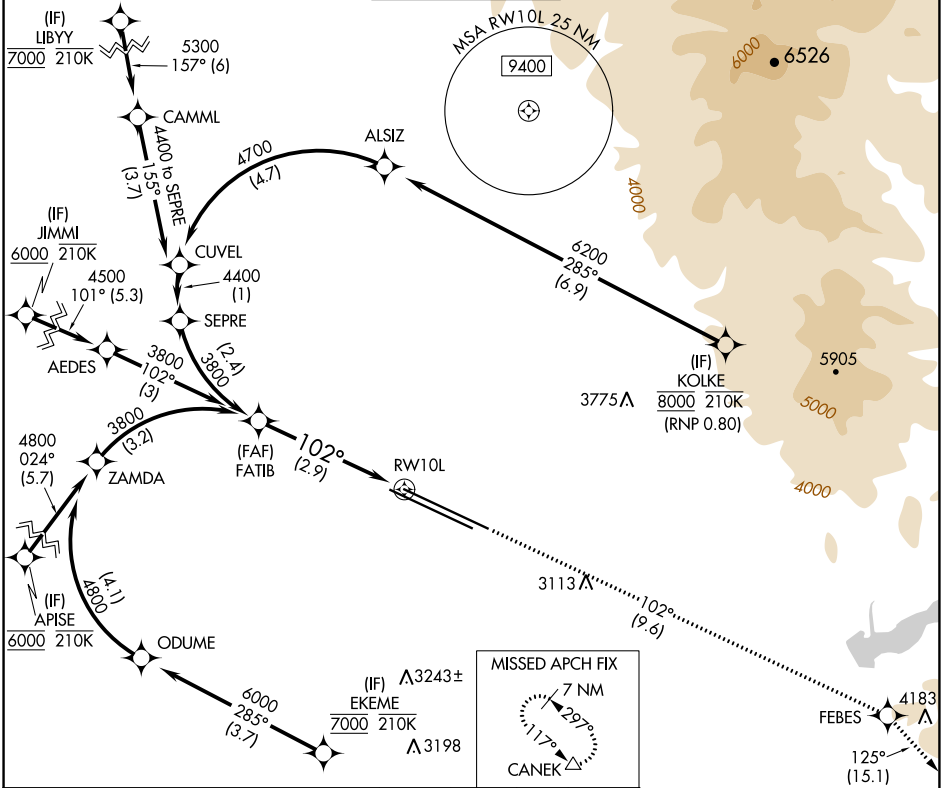 (IF)
LIBYY
7000 210K
5300
157° (6)
CAMML
4400 to SEPRE
155°
(3.7)
MSA RW10L 25 NM
9400
6000
6526
ALSIZ
4700
(4.7)
4000
(IF)
JIMMI
6000 210K
4500
101° (5.3)
CUVEL
4400
(1)
6200
285°
(6.9)
SEPRE
AEDES
3800
102°
(3)
(2.4)
3800
(IF)
KOLKE
8000 210K
(RNP 0.80)
3775
5905
5000
4000
3800
(3.2)
4800
024°
(5.7)
ZAMDA
(FAF)
FATIB
102°
(2.9)
RW10L
(IF)
APISE
6000 210K
(4.1)
4800
3113
102°
(9.6)
ODUME
6000
285°
(3.7)
(IF)
EKEME
7000 210K
3243±
3198
MISSED APCH FIX
7 NM
297°
117°
CANEK
FEBES
4183
125°
(15.1)